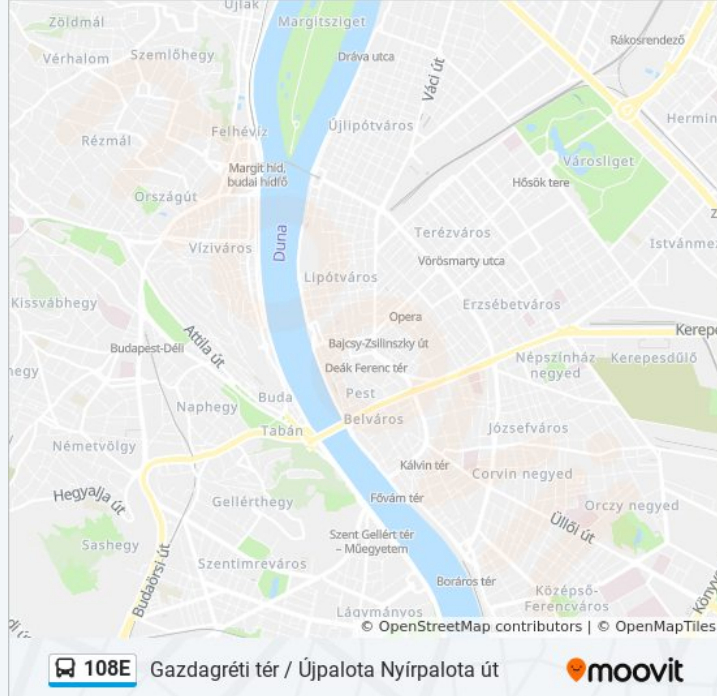 Újlak
Zöldmál
Margitsziget
Rákosrendező
Verhalom
Szemlőhegy
Dráva utca
Váci út
Hermin
Felhévíz
Újlipótváros
Rézmál
Városliget
Margit híd,
budai hídfő
Hősök tere
Országút
Terézváros
Duna
Víziváros
Istvánmez
Vörösmarty utca
Lipótváros
Kissvábhegy
Erzsébetváros
Opera
Attila út
Kerepe
Budapest-Déli
Bajcsy-Zsilinszky út
Népszínház
negyed
Kerepesdűlő
hegy
Deák Ferenc tér
Buda
Pest
Naphegy
Belváros
Tabán
Józsefváros
Németvölgy
Kálvin tér
Corvin negyed
Hegyalja út
Gellérthegy
Fővám tér
Orczy negyed
Üllői út
Sashegy
Szent Gellért tér
– Műegyetem
Szentimreváros
Budaörsi út
Boráros tér
Középső-
Ferencváros
Könyv
Lágymányos
© OpenStreetMap contributors | © OpenMapTiles
108E Gazdagréti tér / Újpalota Nyírpalota út
moovit